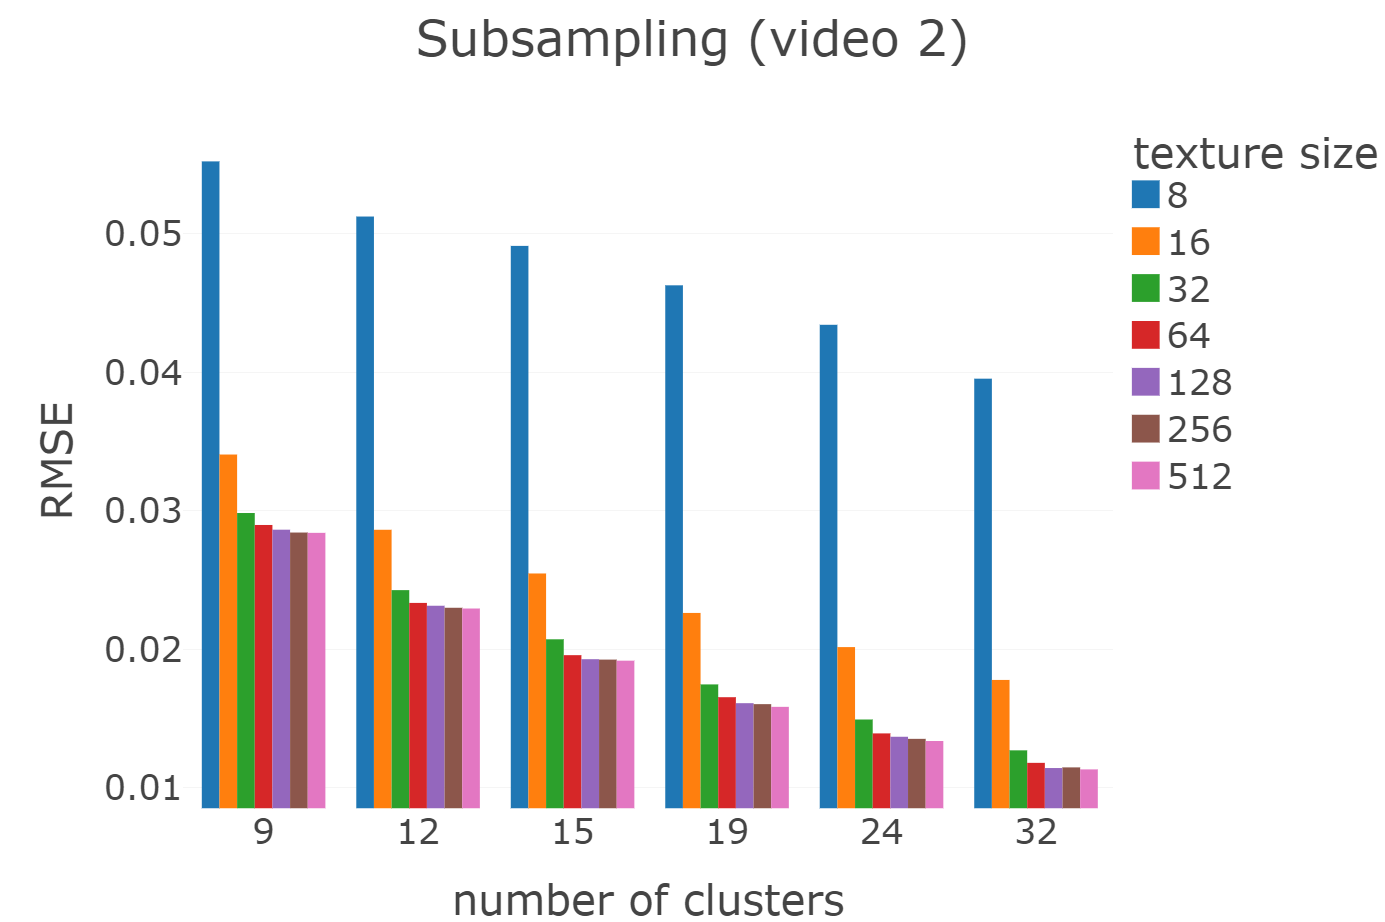 Subsampling (video 2)
texture size
8
16
32
64
128
256
512
0.05
0.04
0.03
0.02
0.01
RMSE
9 12 15 19 24 32
number of clusters